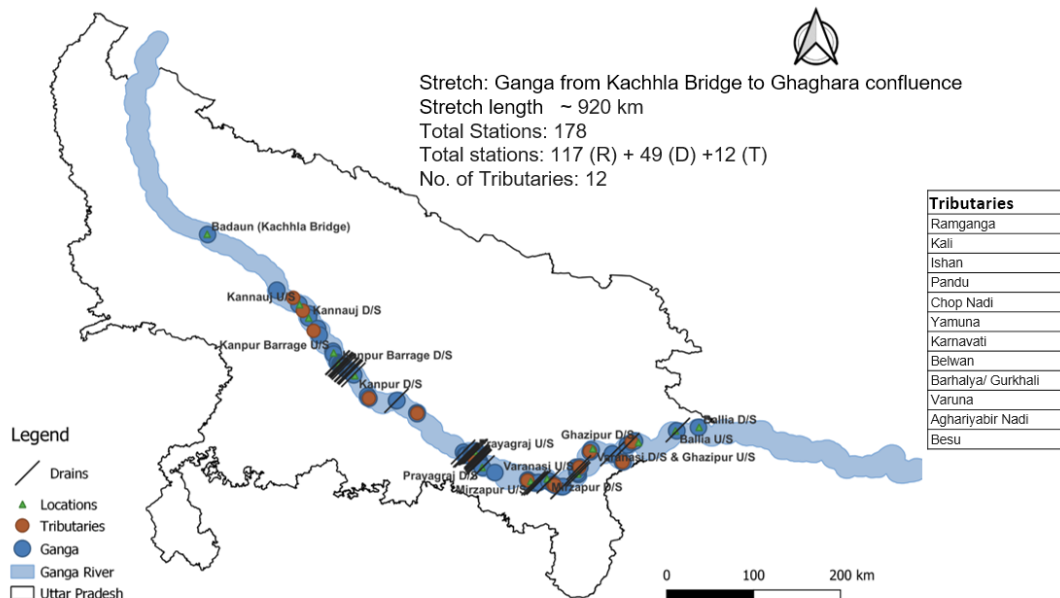 Stretch: Ganga from Kachhla Bridge to Ghaghara confluence
Stretch length ~ 920 km
Total Stations: 178
Total stations: 117 (R) + 49 (D) +12 (T)
No. of Tributaries: 12
Tributaries
Ramganga
Kali
Ishan
Pandu
Chop Nadi
Yamuna
Karnavati
Belwan
Barhalya/ Gurkhali
Varuna
Aghariyabir Nadi
Besu
Badaun (Kachhla Bridge)
Kannauj U/S
Kannauj D/S
Kanpur Barrage U/S
Kanpur Barrage D/S
Kanpur D/S
Prayagraj U/S
Prayagraj D/S
Mirzapur U/S
Mirzapur D/S
Varanasi U/S
Varanasi D/S & Ghazipur U/S
Ghazipur D/S
Ballia U/S
Ballia D/S
Legend
Drains
Locations
Tributaries
Ganga
Ganga River
Uttar Pradesh
0 100 200 km